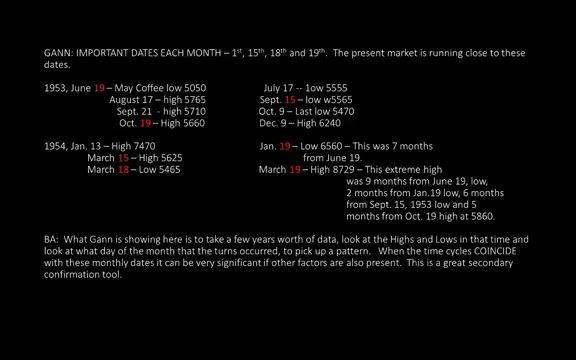 GANN: IMPORTANT DATES EACH MONTH – 1st, 15th, 18th and 19th. The present market is running close to these
dates.
1953, June 19 – May Coffee low 5050 July 17 -- 1ow 5555
August 17 – high 5765 Sept. 15 – low w5565
Sept. 21 - high 5710 Oct. 9 – Last low 5470
Oct. 19 – High 5660 Dec. 9 – High 6240
1954, Jan. 13 – High 7470 Jan. 19 – Low 6560 – This was 7 months
March 15 – High 5625 from June 19.
March 18 – Low 5465 March 19 – High 8729 – This extreme high
was 9 months from June 19, low,
2 months from Jan.19 low, 6 months
from Sept. 15, 1953 low and 5
months from Oct. 19 high at 5860.
BA: What Gann is showing here is to take a few years worth of data, look at the Highs and Lows in that time and
look at what day of the month that the turns occurred, to pick up a pattern. When the time cycles COINCIDE
with these monthly dates it can be very significant if other factors are also present. This is a great secondary
confirmation tool.